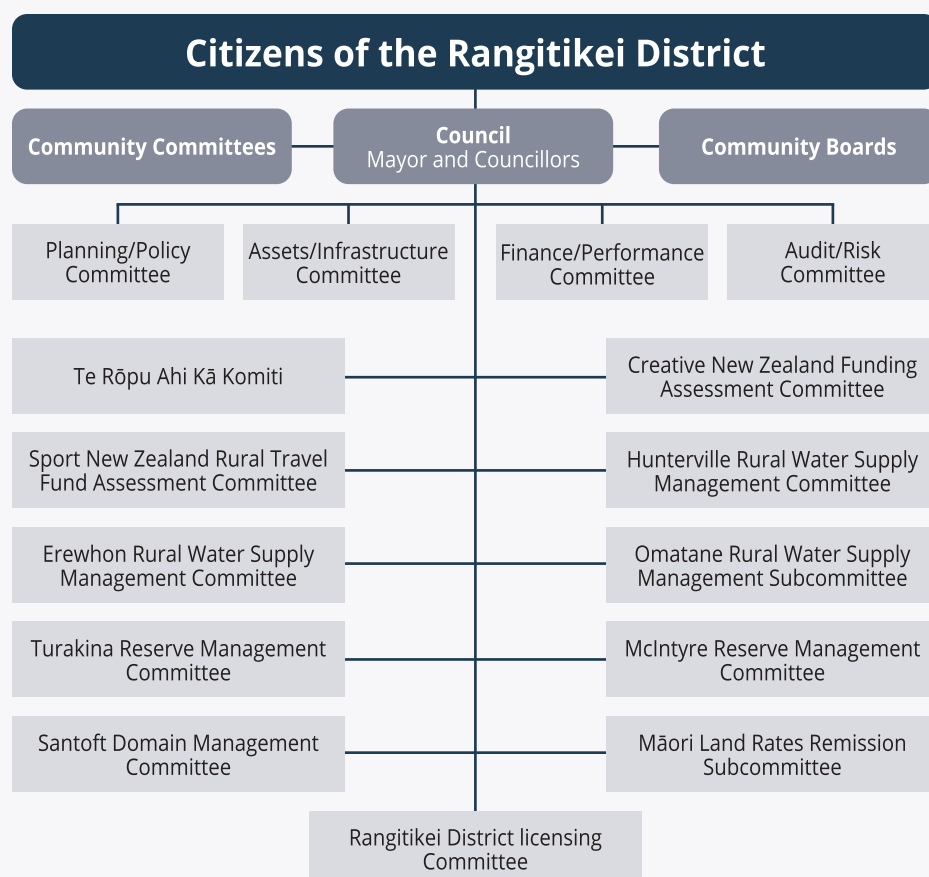 Citizens of the Rangitikei District
Community Committees
Council
Mayor and Councillors
Community Boards
Planning/Policy
Committee
Assets/Infrastructure
Committee
Finance/Performance
Committee
Audit/Risk
Committee
Te Rōpu Ahi Kā Komiti
Creative New Zealand Funding
Assessment Committee
Sport New Zealand Rural Travel
Fund Assessment Committee
Hunterville Rural Water Supply
Management Committee
Erewhon Rural Water Supply
Management Committee
Omatane Rural Water Supply
Management Subcommittee
Turakina Reserve Management
Committee
McIntyre Reserve Management
Committee
Santoft Domain Management
Committee
Māori Land Rates Remission
Subcommittee
Rangitikei District licensing
Committee